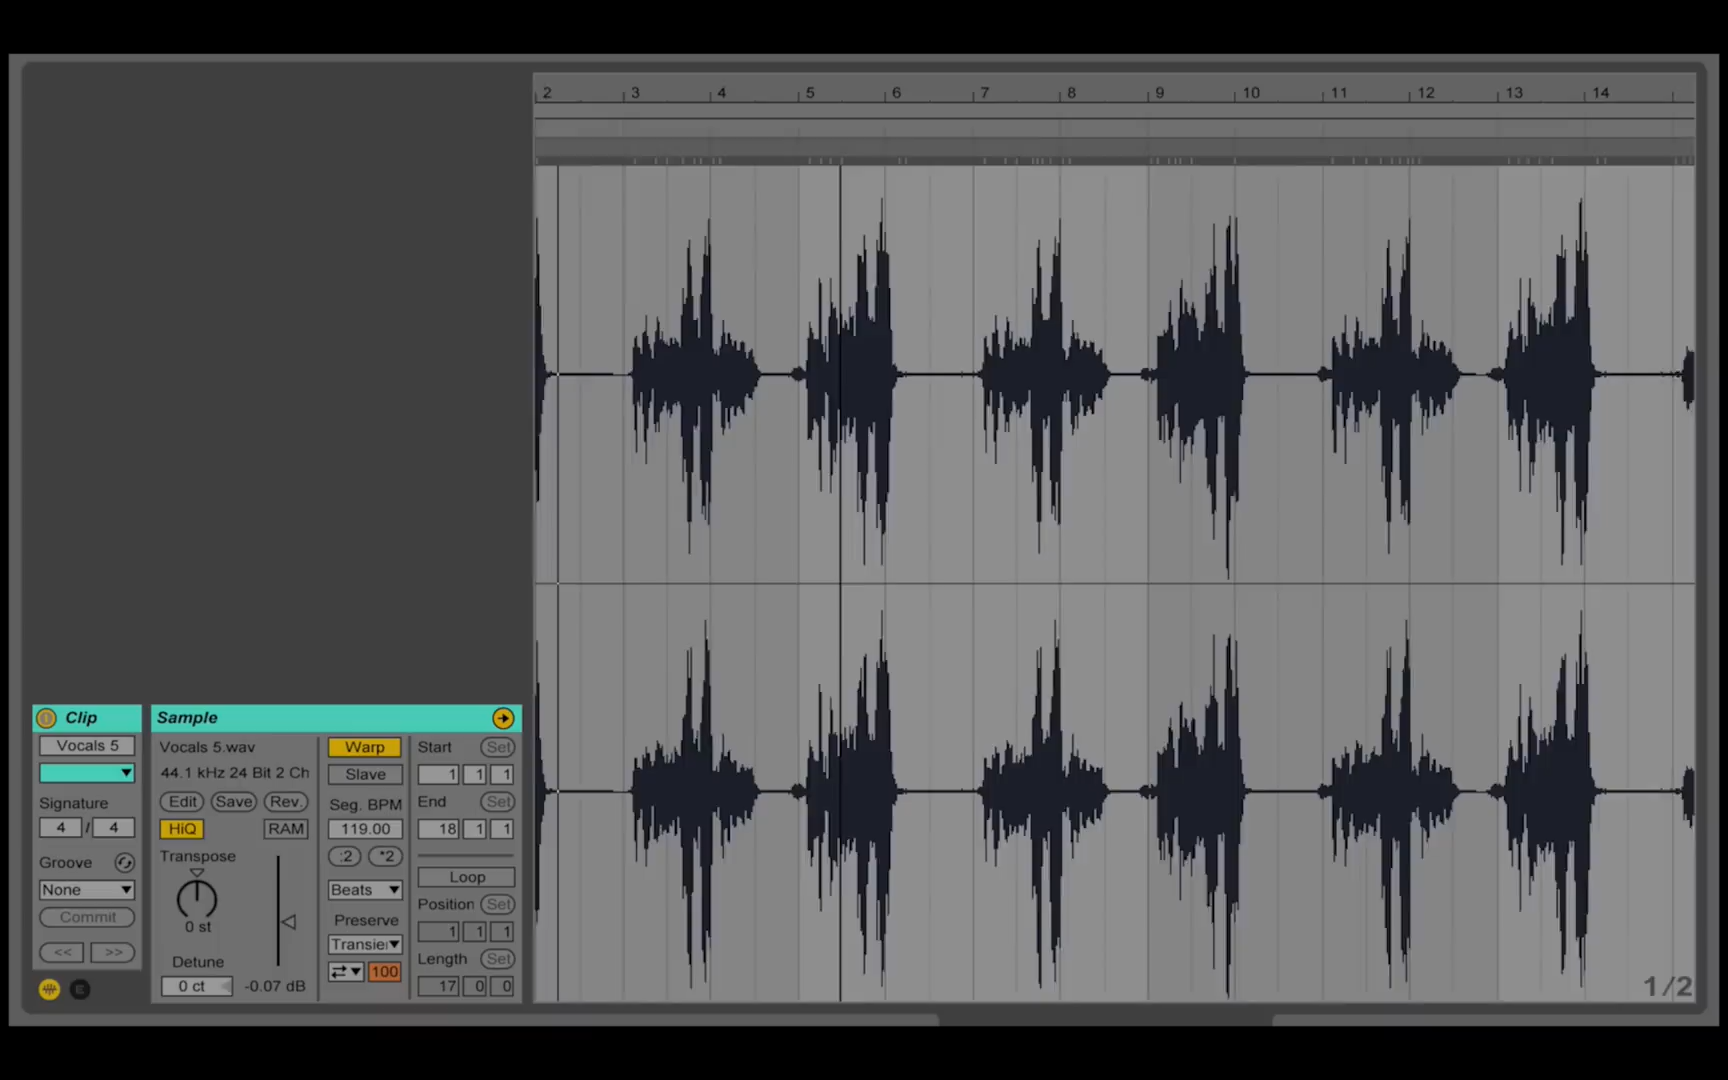 2 3 4 5 6 7 8 9 10 11 12 13 14
Clip
Vocals 5
Signature
4 / 4
Groove
None
Commit
<< >>
Sample
Vocals 5.wav
44.1 kHz 24 Bit 2 Ch
Edit Save Rev.
HiQ RAM
Transpose
0 st
Detune
0 ct -0.07 dB
Warp
Slave
Seg. BPM
119.00
:2 *2
Beats
Preserve
Transie
100
Start Set
1 1 1
End Set
18 1 1
Loop
Position Set
1 1 1
Length Set
17 0 0
1/2